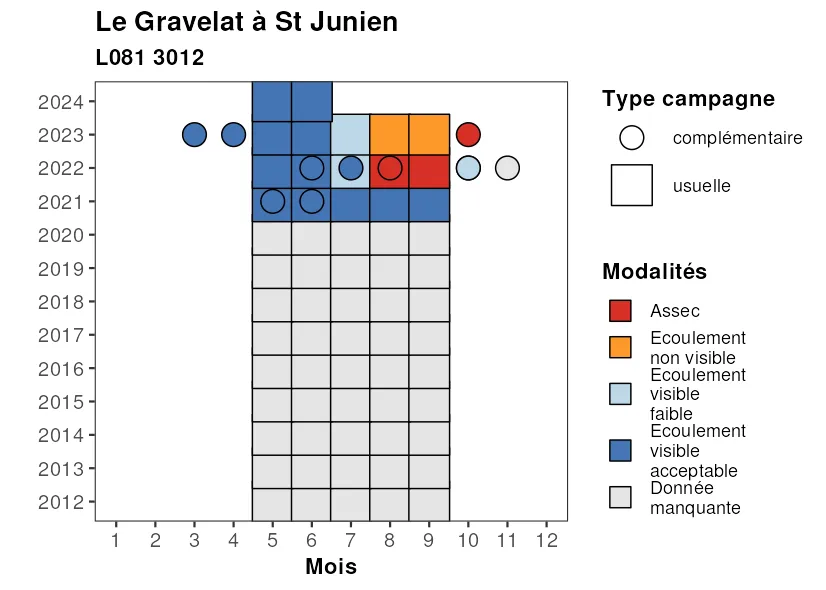 Le Gravelat à St Junien
L081 3012
2024
2023
2022
2021
2020
2019
2018
2017
2016
2015
2014
2013
2012
1 2 3 4 5 6 7 8 9 10 11 12
Mois
Type campagne
complémentaire
usuelle
Modalités
Assec
Ecoulement
non visible
Ecoulement
visible
faible
Ecoulement
visible
acceptable
Donnée
manquante